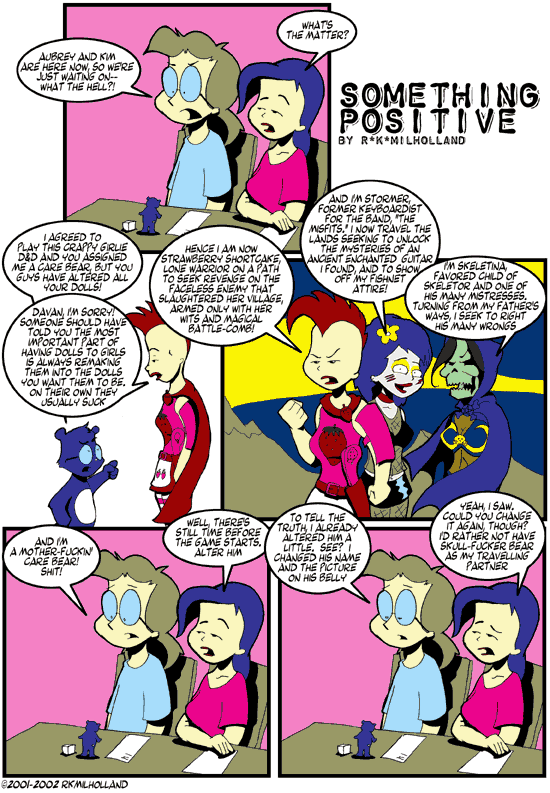 AUBREY AND KIM
ARE HERE NOW, SO WE'RE
JUST WAITING ON--
WHAT THE HELL?!
WHAT'S
THE MATTER?
SOMETHING
POSITIVE
BY R*K*MILHOLLAND
I AGREED TO
PLAY THIS CRAPPY GIRLIE
D&D AND YOU ASSIGNED
ME A CARE BEAR, BUT YOU
GUYS HAVE ALTERED ALL
YOUR DOLLS!
DAVAN, I'M SORRY!
SOMEONE SHOULD HAVE
TOLD YOU THE MOST
IMPORTANT PART OF
HAVING DOLLS TO GIRLS
IS ALWAYS REMAKING
THEM INTO THE DOLLS
YOU WANT THEM TO BE.
ON THEIR OWN THEY
USUALLY SUCK
HENCE I AM NOW
STRAWBERRY SHORTCAKE,
LONE WARRIOR ON A PATH
TO SEEK REVENGE ON THE
FACELESS ENEMY THAT
SLAUGHTERED HER VILLAGE,
ARMED ONLY WITH HER
WITS AND MAGICAL
BATTLE-COMB!
AND I'M STORMER,
FORMER KEYBOARDIST
FOR THE BAND, "THE
MISFITS." I NOW TRAVEL THE
LANDS SEEKING TO UNLOCK
THE MYSTERIES OF AN
ANCIENT ENCHANTED GUITAR
I FOUND, AND TO SHOW
OFF MY FISHNET
ATTIRE!
I'M SKELETINA,
FAVORED CHILD OF
SKELETOR AND ONE OF
HIS MANY MISTRESSES.
TURNING FROM MY FATHER'S
WAYS, I SEEK TO RIGHT
HIS MANY WRONGS
AND I'M
A MOTHER-FUCKIN'
CARE BEAR!
SHIT!
WELL, THERE'S
STILL TIME BEFORE
THE GAME STARTS.
ALTER HIM
TO TELL THE
TRUTH, I ALREADY
ALTERED HIM A
LITTLE. SEE? I
CHANGED HIS NAME
AND THE PICTURE
ON HIS BELLY
YEAH, I SAW.
COULD YOU CHANGE
IT AGAIN, THOUGH?
I'D RATHER NOT HAVE
SKULL-FUCKER BEAR
AS MY TRAVELLING
PARTNER
©2001-2002 RKMILHOLLAND